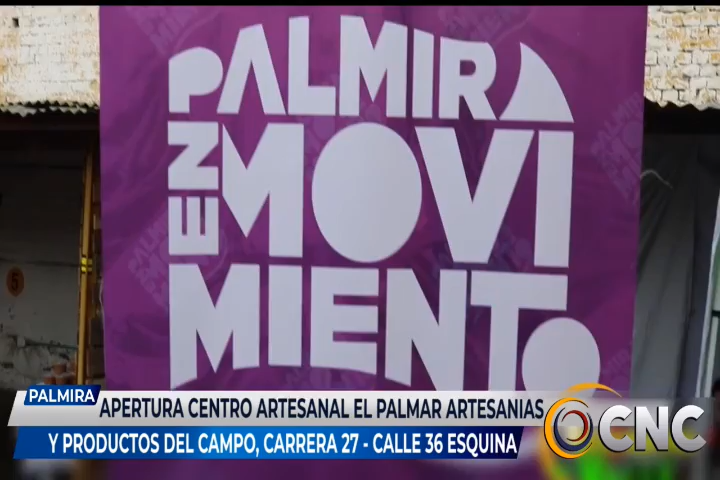 PALMIRA
EN
MOVI
MIENTO
5
PALMIRA
APERTURA CENTRO ARTESANAL EL PALMAR ARTESANIAS
Y PRODUCTOS DEL CAMPO, CARRERA 27 - CALLE 36 ESQUINA
CNC